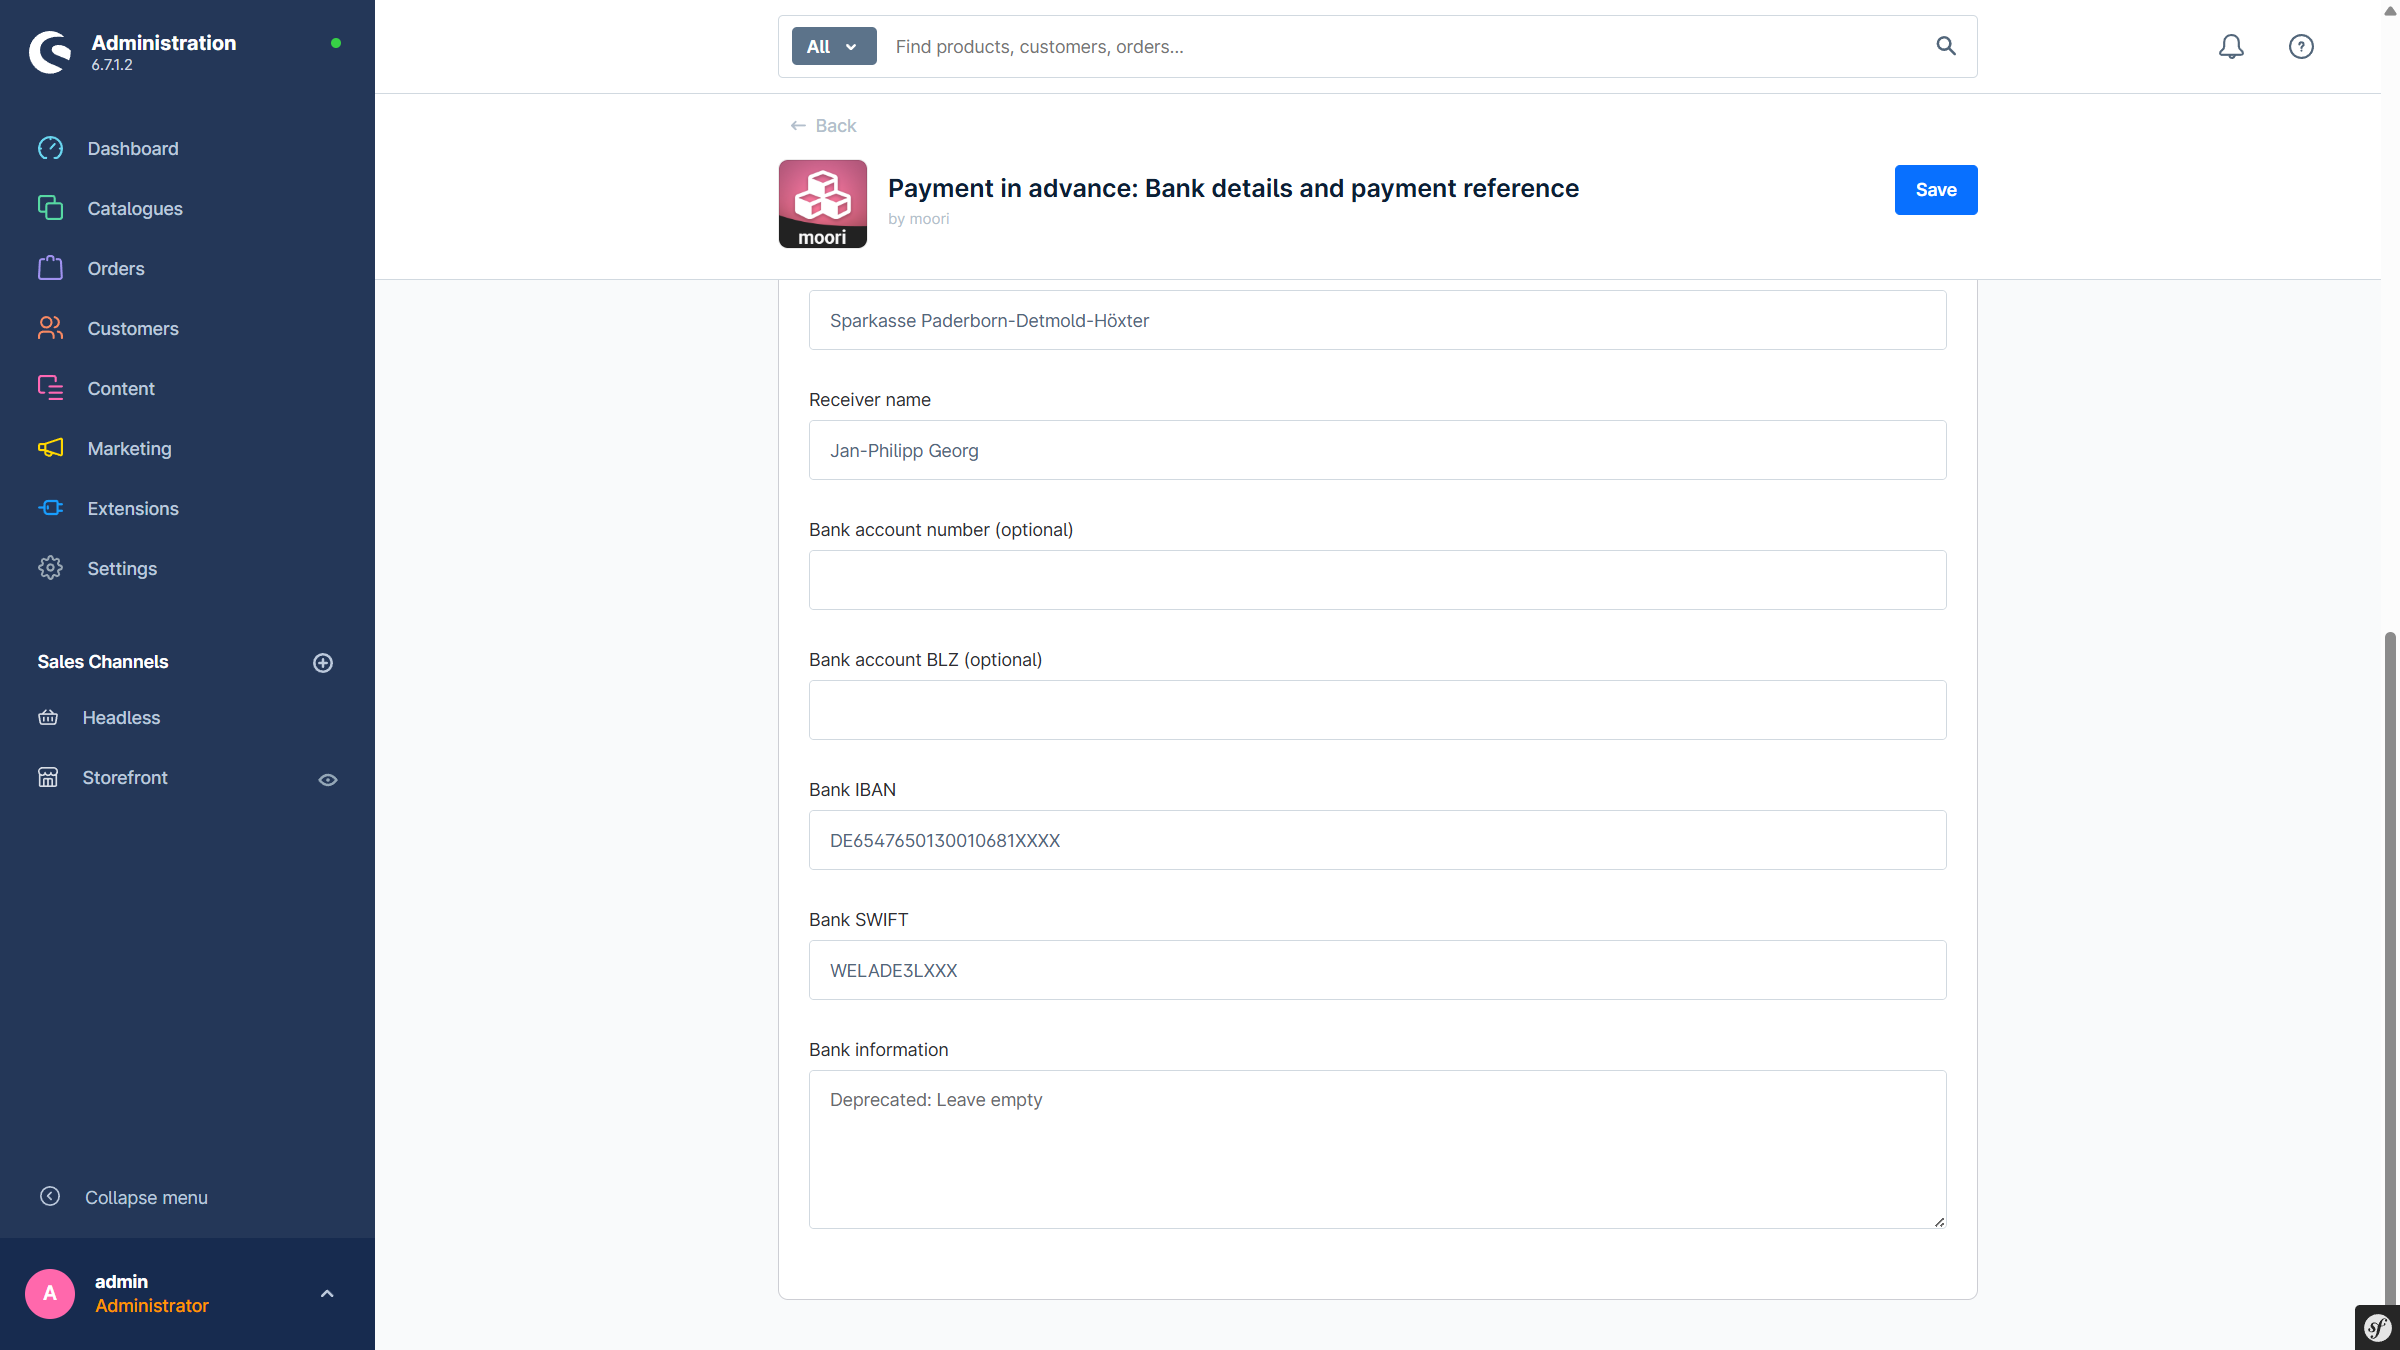 Administration
6.7.1.2
All
Find products, customers, orders...
Dashboard
Catalogues
Orders
Customers
Content
Marketing
Extensions
Settings
Sales Channels
Headless
Storefront
Collapse menu
A
admin
Administrator
Back
moori
Payment in advance: Bank details and payment reference
by moori
Save
Sparkasse Paderborn-Detmold-Höxter
Receiver name
Jan-Philipp Georg
Bank account number (optional)
Bank account BLZ (optional)
Bank IBAN
DE6547650130010681XXXX
Bank SWIFT
WELADE3LXXX
Bank information
Deprecated: Leave empty
sf